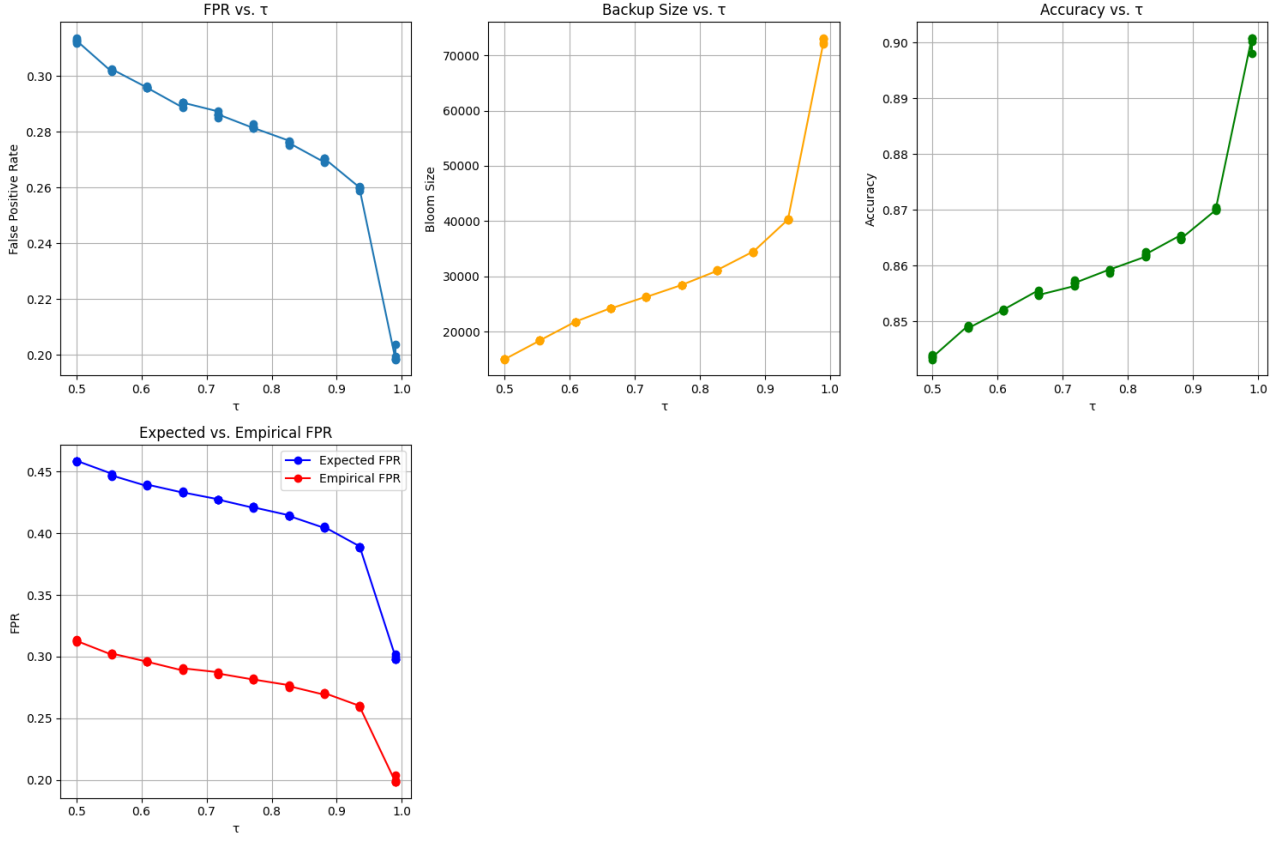 FPR vs. τ
False Positive Rate
0.30
0.28
0.26
0.24
0.22
0.20
0.5 0.6 0.7 0.8 0.9 1.0
τ
Backup Size vs. τ
Bloom Size
70000
60000
50000
40000
30000
20000
0.5 0.6 0.7 0.8 0.9 1.0
τ
Accuracy vs. τ
Accuracy
0.90
0.89
0.88
0.87
0.86
0.85
0.5 0.6 0.7 0.8 0.9 1.0
τ
Expected vs. Empirical FPR
Expected FPR
Empirical FPR
FPR
0.45
0.40
0.35
0.30
0.25
0.20
0.5 0.6 0.7 0.8 0.9 1.0
τ